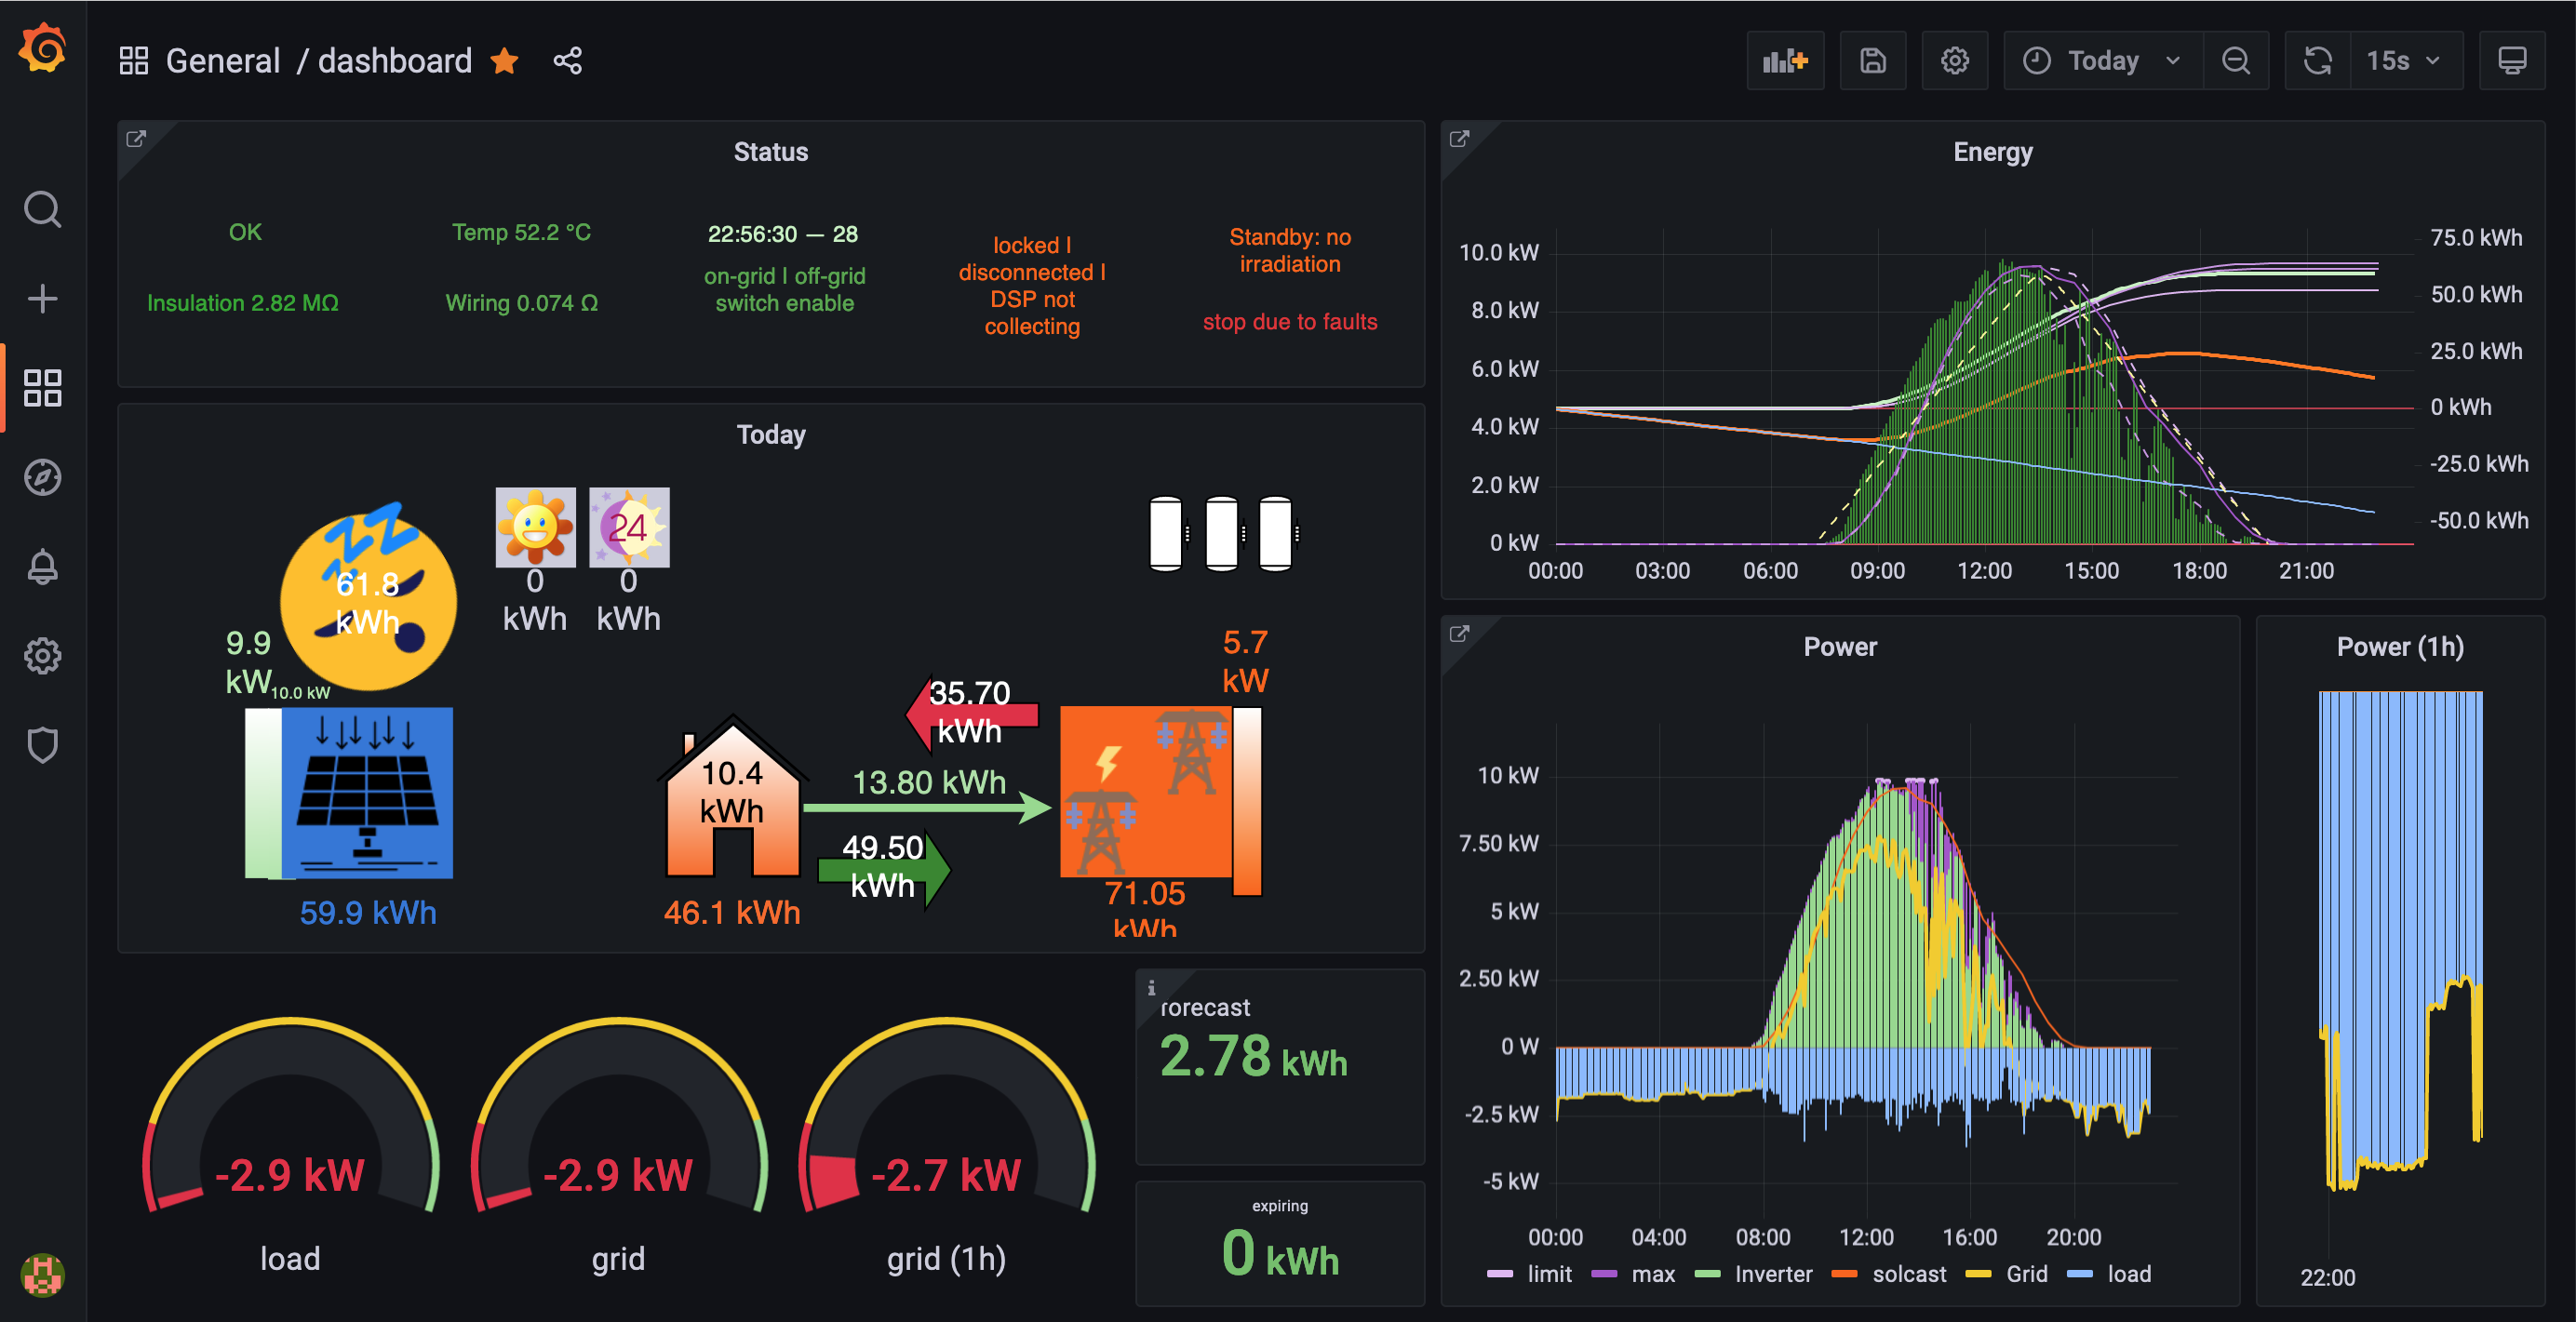 General / dashboard
Today
15s
Status
OK
Temp 52.2 °C
22:56:30 — 28
locked |
disconnected |
DSP not
collecting
Standby: no
irradiation
on-grid | off-grid
switch enable
Insulation 2.82 MΩ
Wiring 0.074 Ω
stop due to faults
Energy
10.0 kW
8.0 kW
6.0 kW
4.0 kW
2.0 kW
0 kW
75.0 kWh
50.0 kWh
25.0 kWh
0 kWh
-25.0 kWh
-50.0 kWh
00:00
03:00
06:00
09:00
12:00
15:00
18:00
21:00
Today
61.8
kWh
24
0
kWh
0
kWh
9.9
kW
10.0 kW
59.9 kWh
10.4
kWh
46.1 kWh
35.70
kWh
13.80 kWh
49.50
kWh
5.7
kW
71.05
kWh
-2.9 kW
load
-2.9 kW
grid
-2.7 kW
grid (1h)
forecast
2.78 kWh
expiring
0 kWh
Power
10 kW
7.50 kW
5 kW
2.50 kW
0 W
-2.5 kW
-5 kW
00:00
04:00
08:00
12:00
16:00
20:00
limit
max
Inverter
solcast
Grid
load
Power (1h)
22:00